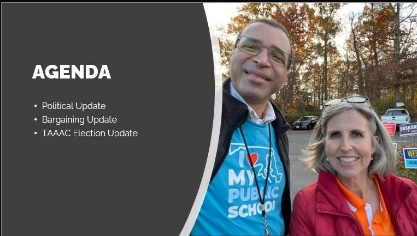 AGENDA
• Political Update
• Bargaining Update
• TAAAC Election Update
I
MY
PUBLIC
SCHOOL